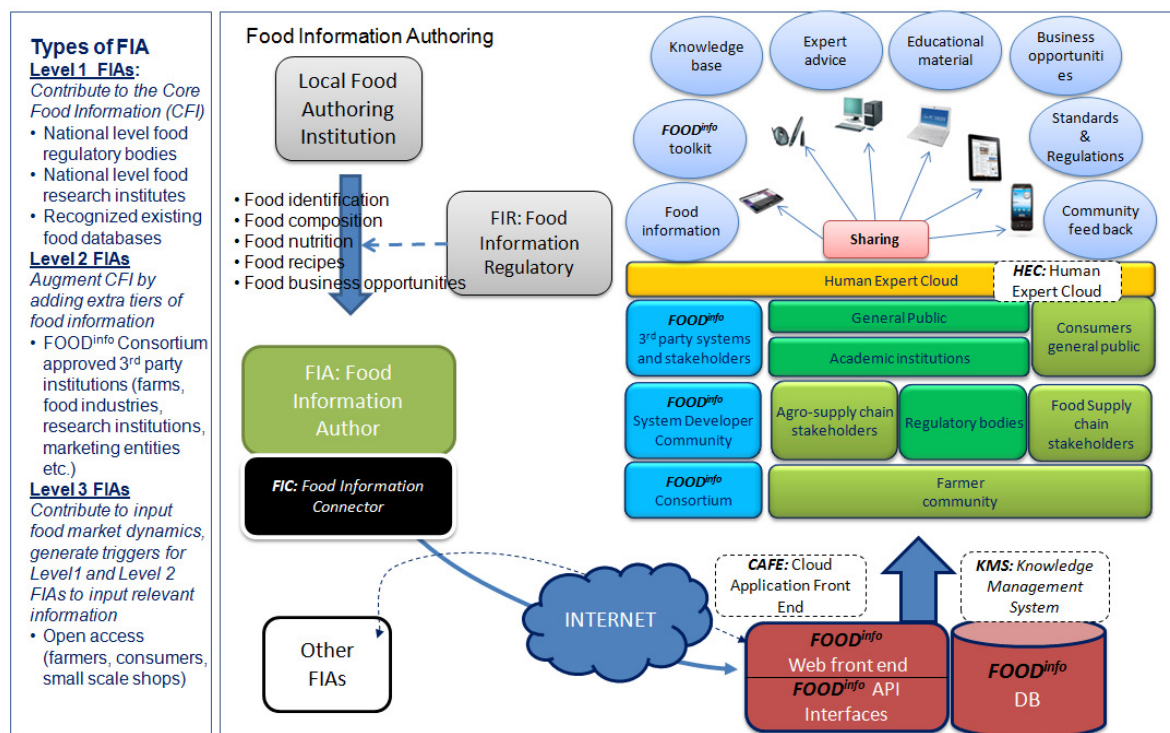 Types of FIA
Level 1 FIAs:
Contribute to the Core
Food Information (CFI)
• National level food
regulatory bodies
• National level food
research institutes
• Recognized existing
food databases
Level 2 FIAs
Augment CFI by
adding extra tiers of
food information
• FOODinfo Consortium
approved 3rd party
institutions (farms,
food industries,
research institutions,
marketing entities
etc.)
Level 3 FIAs
Contribute to input
food market dynamics,
generate triggers for
Level1 and Level 2
FIAs to input relevant
information
• Open access
(farmers, consumers,
small scale shops)
Food Information Authoring
Local Food
Authoring
Institution
• Food identification
• Food composition
• Food nutrition
• Food recipes
• Food business opportunities
FIR: Food
Information
Regulatory
FIA: Food
Information
Author
FIC: Food Information
Connector
Other
FIAs
INTERNET
Knowledge
base
Expert
advice
Educational
material
Business
opportuniti
es
FOODinfo
toolkit
Standards
&
Regulations
Food
information
Community
feed back
Sharing
Human Expert Cloud
HEC: Human
Expert Cloud
FOODinfo
3rd party systems
and stakeholders
General Public
Academic institutions
Consumers
general public
FOODinfo
System Developer
Community
Agro-supply chain
stakeholders
Regulatory bodies
Food Supply
chain
stakeholders
FOODinfo
Consortium
Farmer
community
CAFE: Cloud
Application Front
End
KMS: Knowledge
Management
System
FOODinfo
Web front end
FOODinfo API
Interfaces
FOODinfo
DB